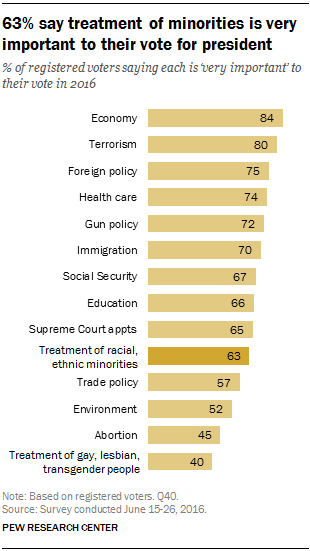 63% say treatment of minorities is very
important to their vote for president
% of registered voters saying each is ‘very important’ to
their vote in 2016
Economy 84
Terrorism 80
Foreign policy 75
Health care 74
Gun policy 72
Immigration 70
Social Security 67
Education 66
Supreme Court appts 65
Treatment of racial,
ethnic minorities 63
Trade policy 57
Environment 52
Abortion 45
Treatment of gay, lesbian,
transgender people 40
Note: Based on registered voters. Q40.
Source: Survey conducted June 15-26, 2016.
PEW RESEARCH CENTER